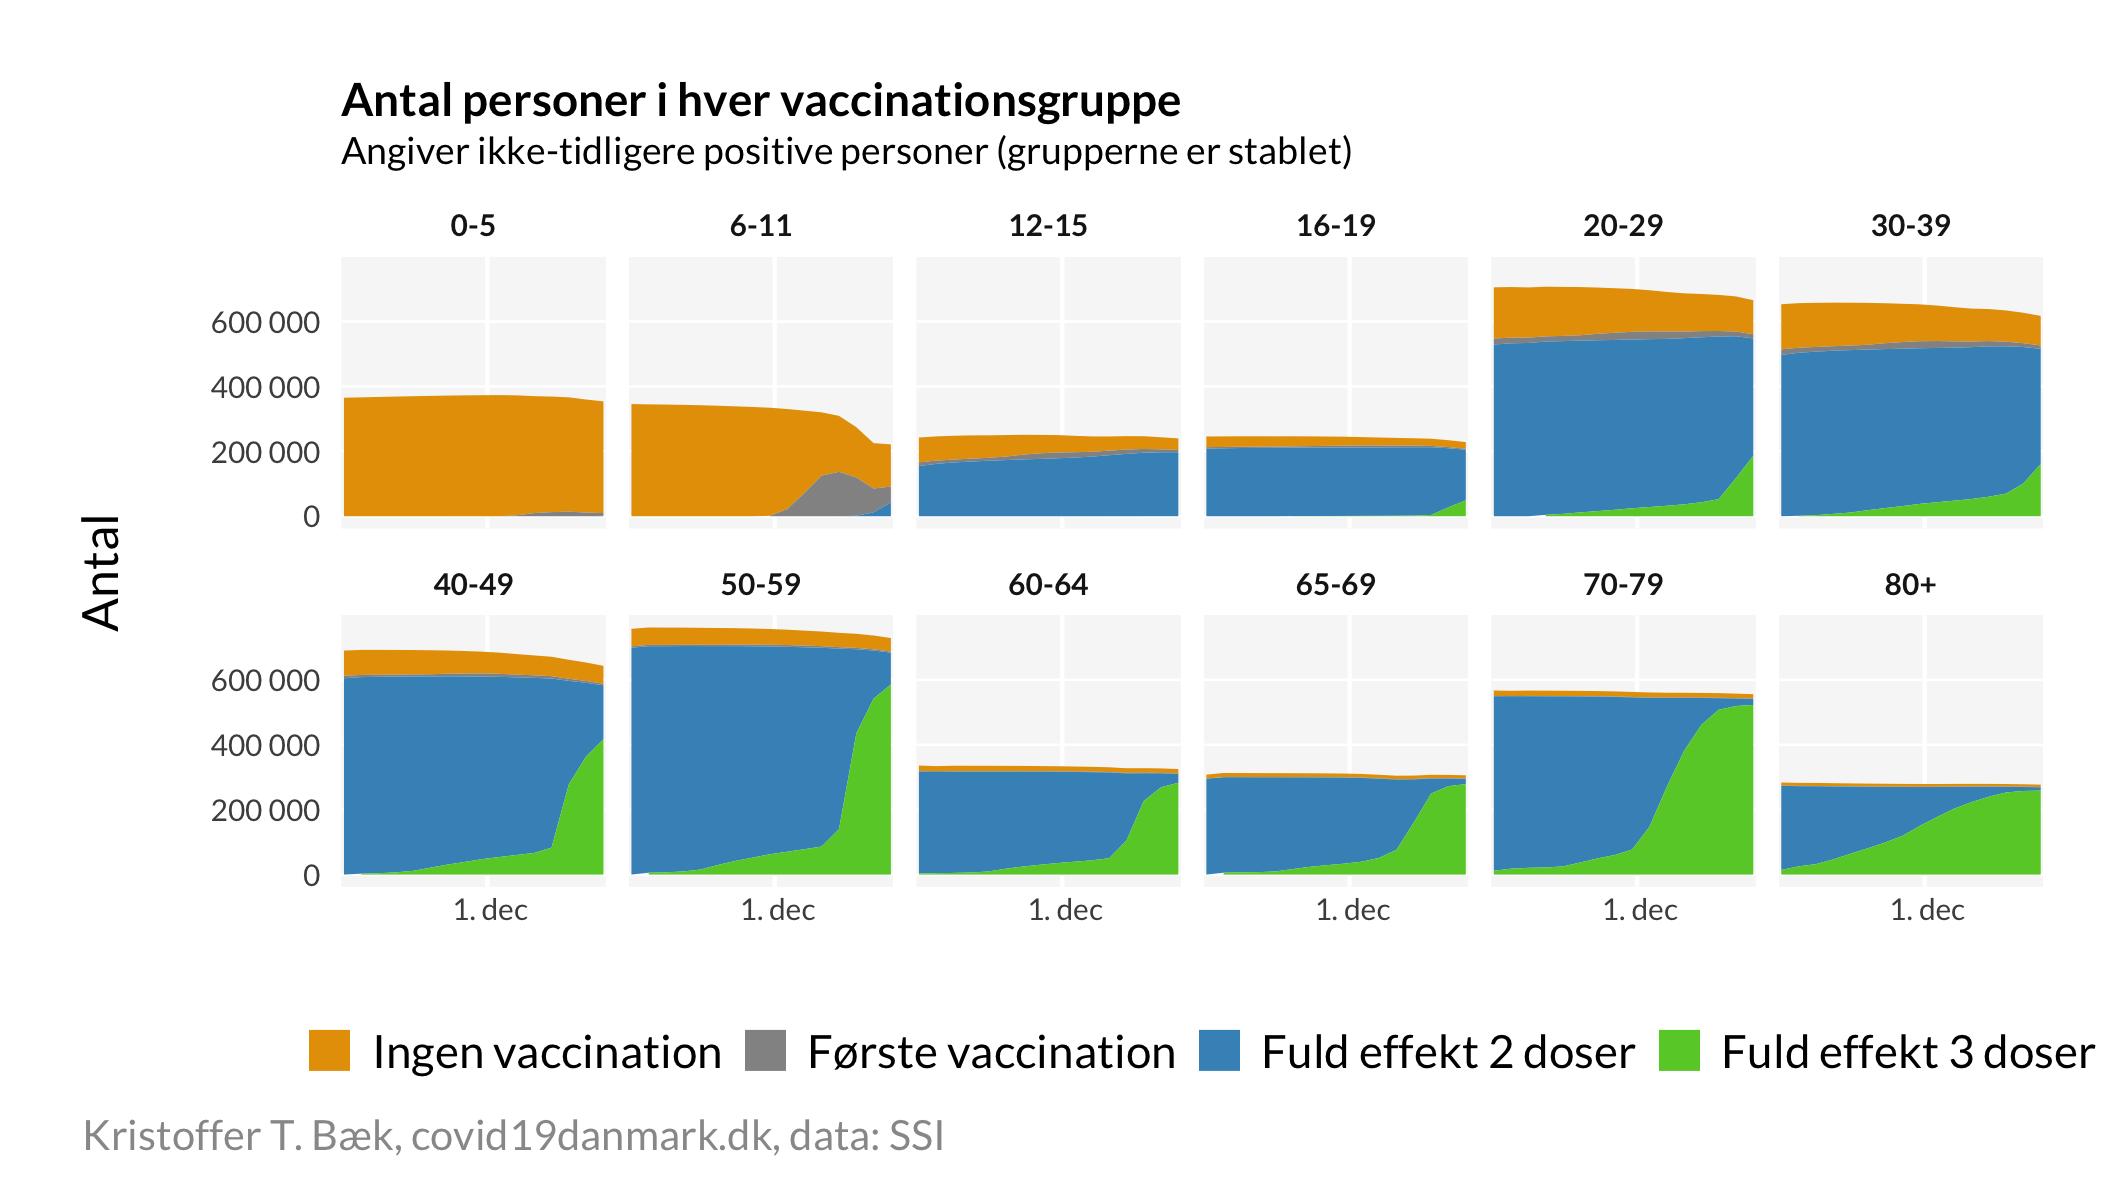 Antal personer i hver vaccinationsgruppe
Angiver ikke-tidligere positive personer (grupperne er stablet)
0-5 6-11 12-15 16-19 20-29 30-39
600 000
400 000
200 000
0
Antal
40-49 50-59 60-64 65-69 70-79 80+
600 000
400 000
200 000
0
1. dec 1. dec 1. dec 1. dec 1. dec 1. dec
Ingen vaccination Første vaccination Fuld effekt 2 doser Fuld effekt 3 doser
Kristoffer T. Bæk, covid19danmark.dk, data: SSI